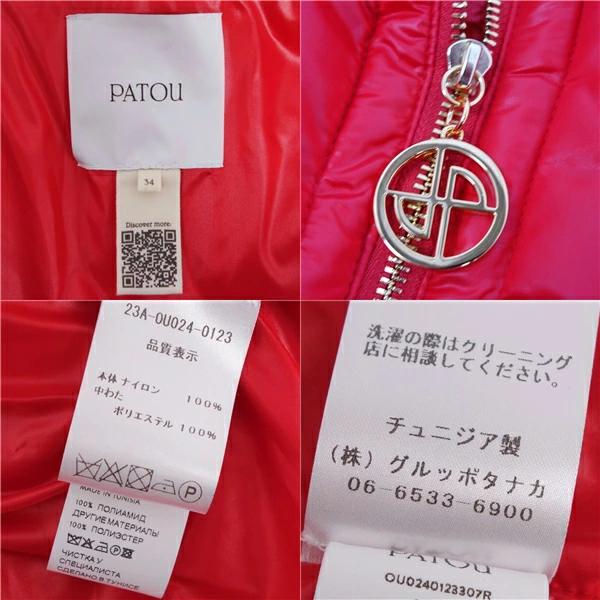 PATOU
34
Discover more:
23A-OU024-0123
品質表示
本体 ナイロン 100%
中わた
ポリエステル 100%
MADE IN TUNISIA
100% ПОЛИАМИД
ДРУГИЕ МАТЕРИАЛЫ
100% ПОЛИЭСТЕР
ЧИСТКА У
СПЕЦИАЛИСТА
СДЕЛАНО В ТУНИСЕ
洗濯の際はクリーニング
店に相談してください。
チュニジア製
(株) グルッポタナカ
06-6533-6900
PATOU
OU0240123307R